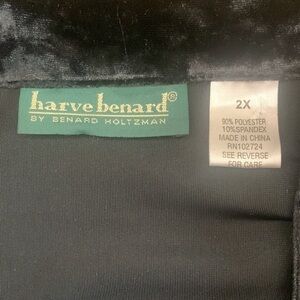 harve benard®
BY BENARD HOLTZMAN
2X
90% POLYESTER
10% SPANDEX
MADE IN CHINA
RN102724
SEE REVERSE
FOR CARE